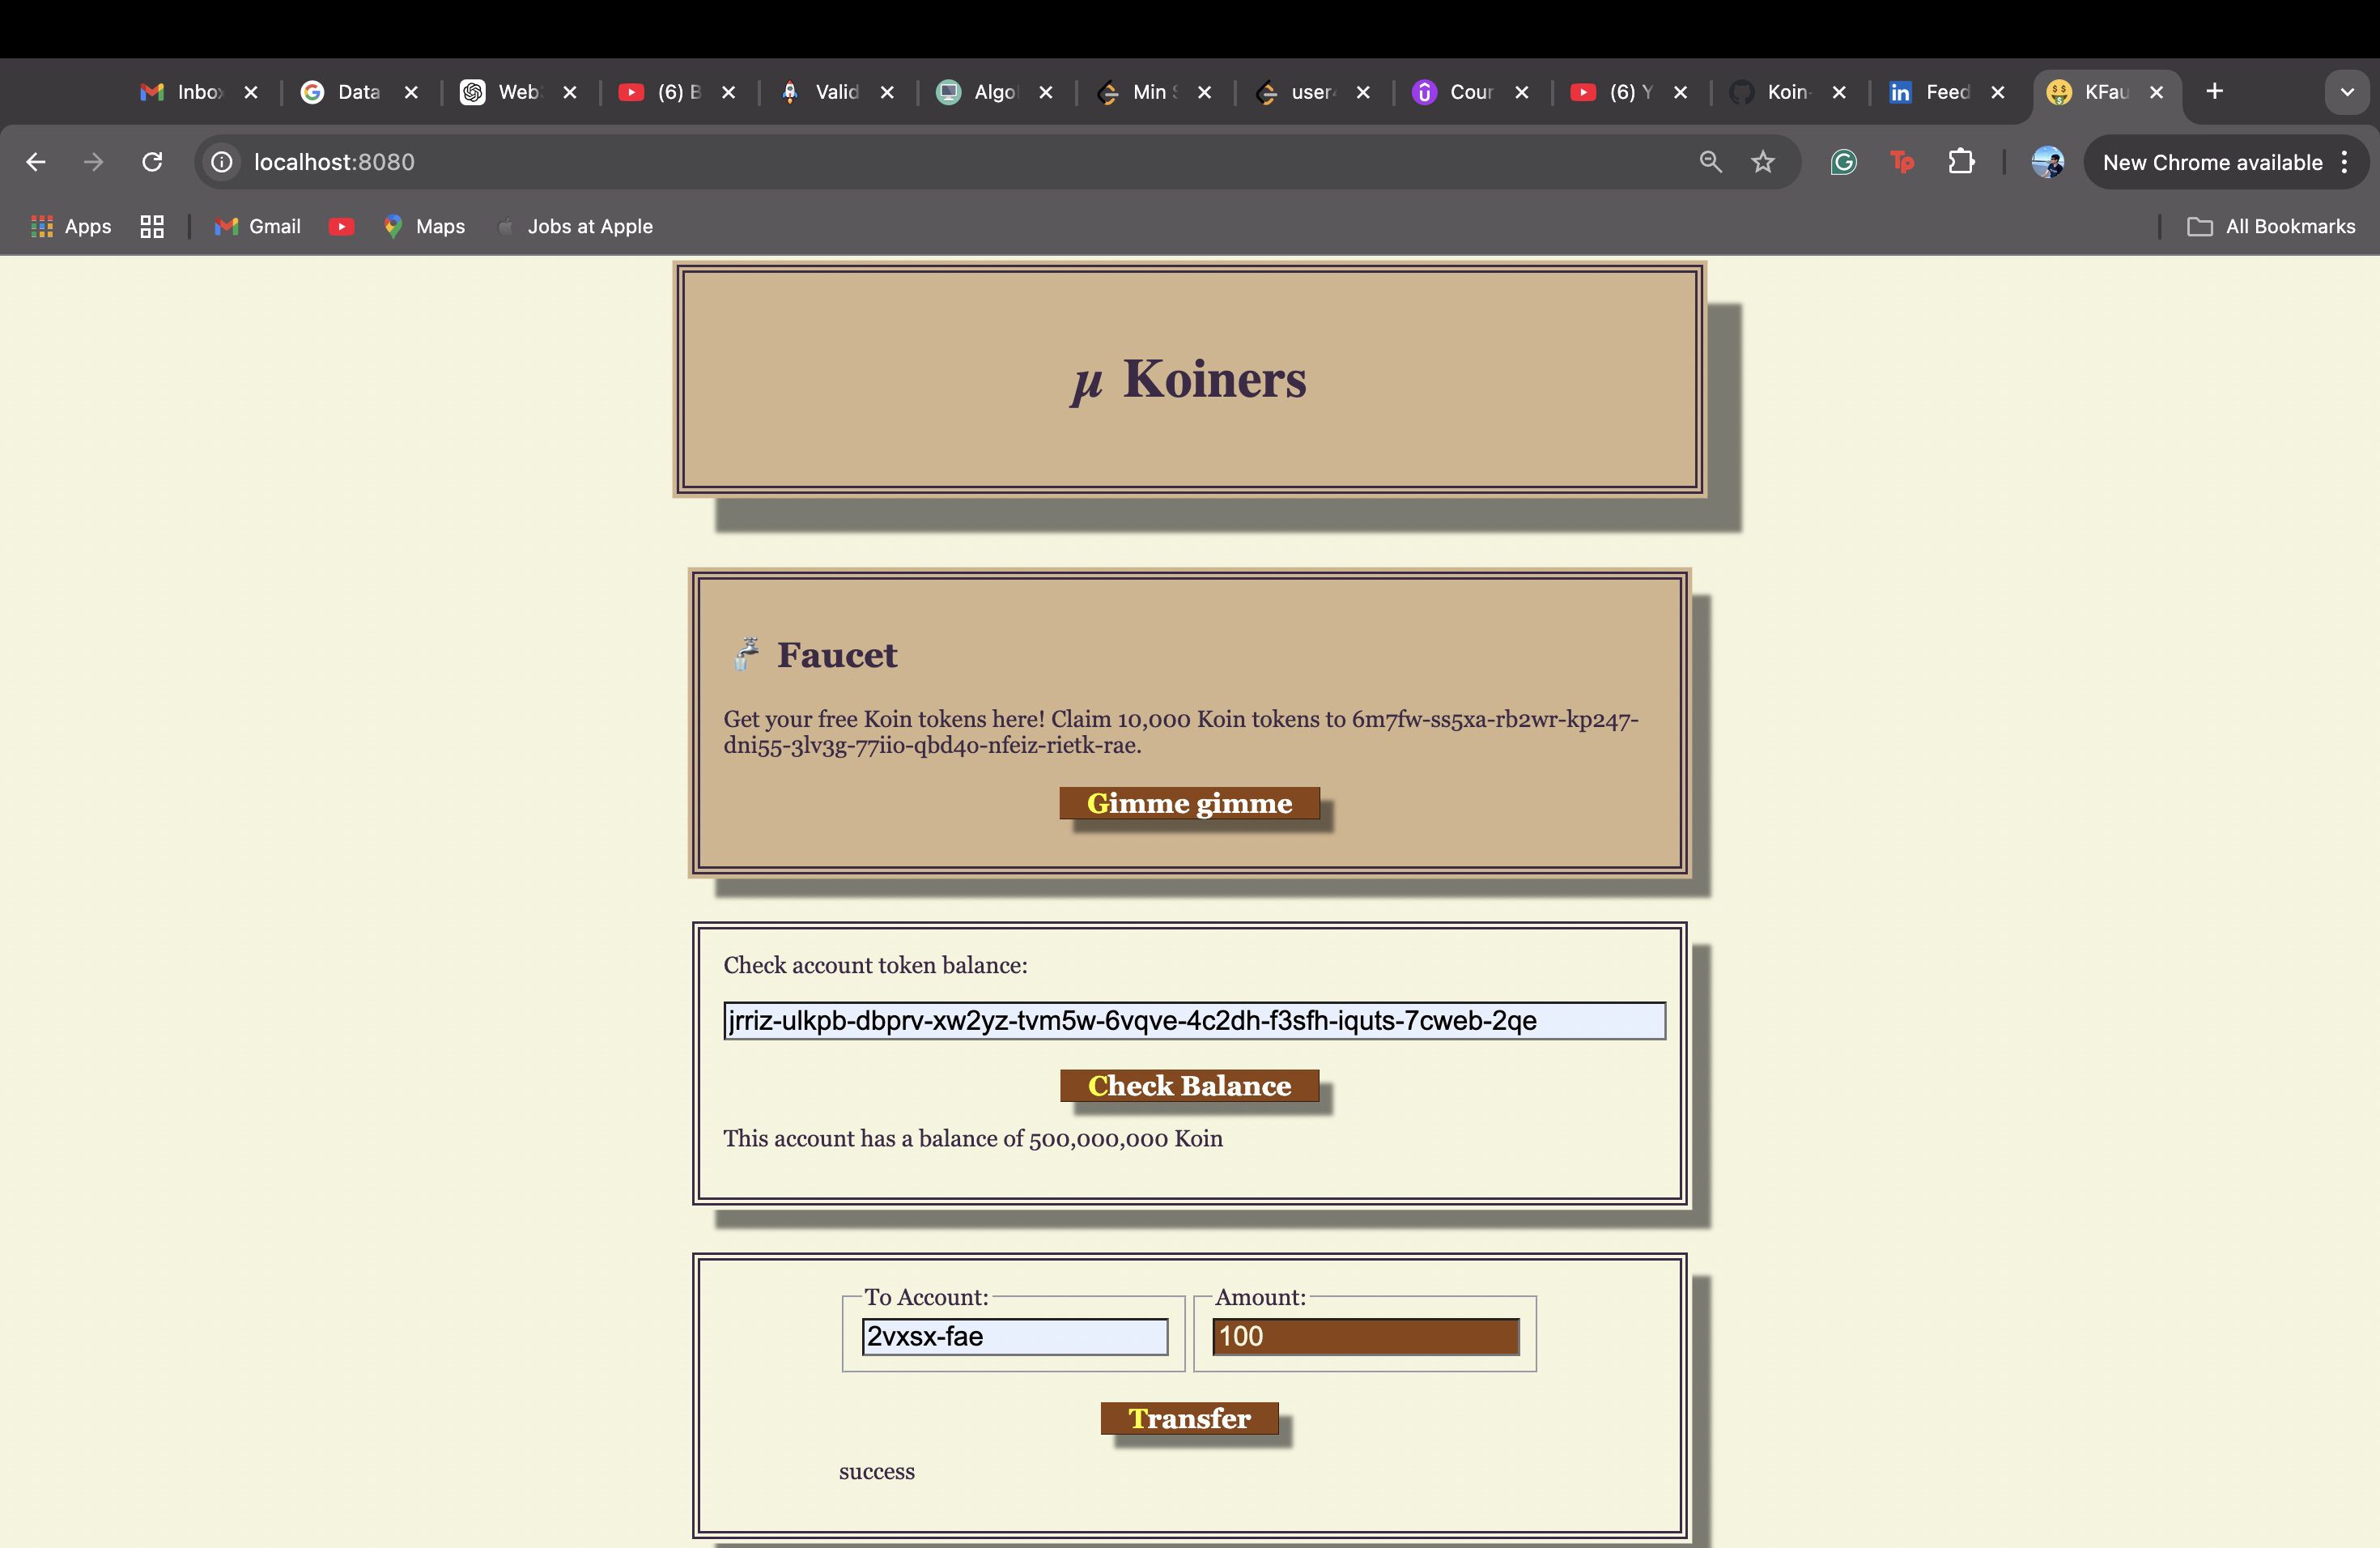 Inbox
Data
Web
(6) B
Valid
Algo
Min S
user
Cour
(6) Y
Koin-
Feed
KFau
localhost:8080
New Chrome available
Apps
Gmail
Maps
Jobs at Apple
All Bookmarks
µ Koiners
Faucet
Get your free Koin tokens here! Claim 10,000 Koin tokens to 6m7fw-ss5xa-rb2wr-kp247-
dni55-3lv3g-77iio-qbd4o-nfeiz-rietk-rae.
Gimme gimme
Check account token balance:
jrriz-ulkpb-dbprv-xw2yz-tvm5w-6vqve-4c2dh-f3sfh-iquts-7cweb-2qe
Check Balance
This account has a balance of 500,000,000 Koin
To Account:
Amount:
2vxsx-fae
100
Transfer
success